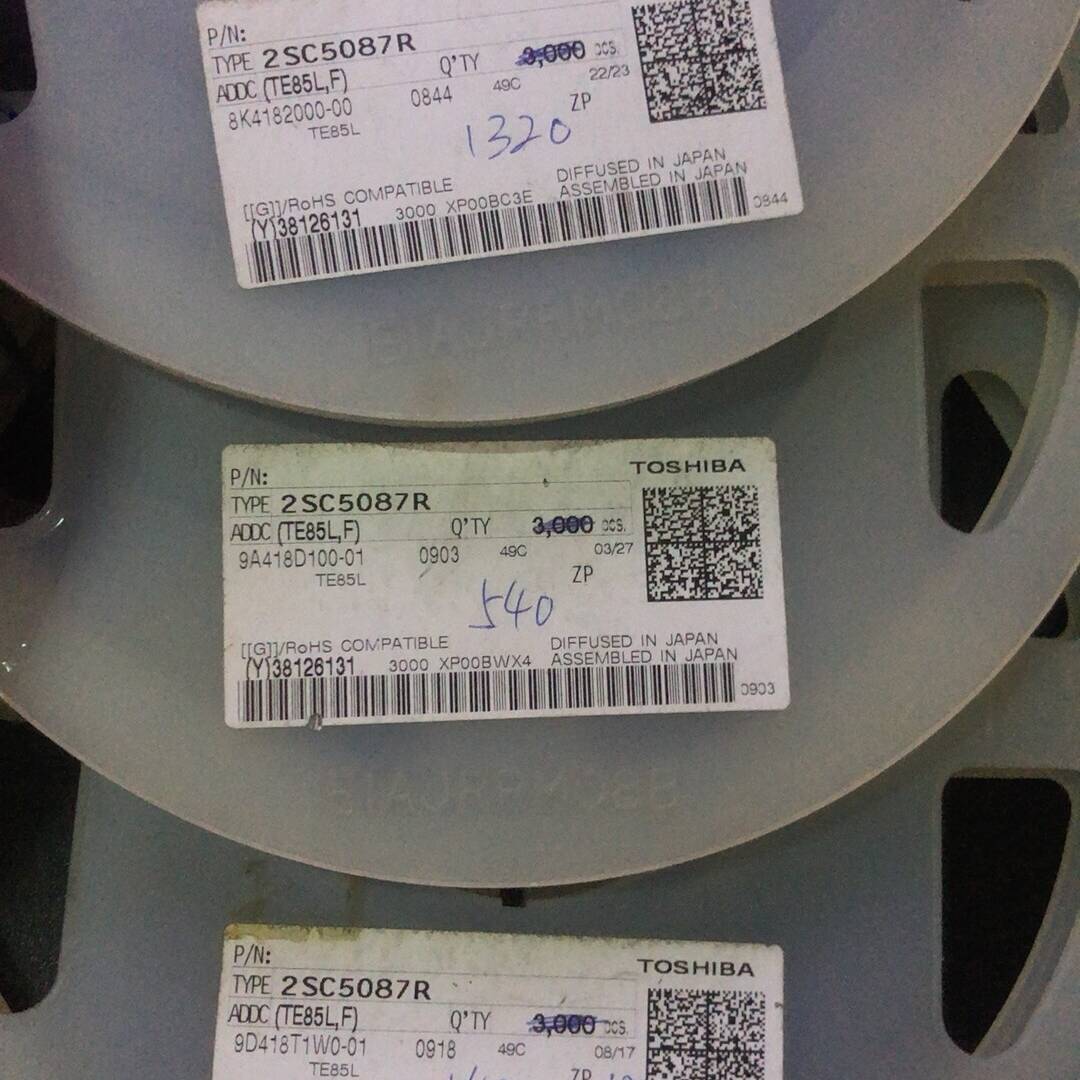 P/N:
TYPE 2SC5087R
ADDC (TE85L,F) Q'TY 3,000 PCS.
8K4182000-00 0844 49C 22/23
TE85L ZP
1320
[[G]]/RoHS COMPATIBLE DIFFUSED IN JAPAN
(Y)38126131 3000 XP00BC3E ASSEMBLED IN JAPAN
0844
EIAJRRM08B
P/N: TOSHIBA
TYPE 2SC5087R
ADDC (TE85L,F) Q'TY 3,000 PCS.
9A418D100-01 0903 49C 03/27
TE85L ZP
540
[[G]]/RoHS COMPATIBLE DIFFUSED IN JAPAN
(Y)38126131 3000 XP00BWX4 ASSEMBLED IN JAPAN
0903
EIAJRRM08B
P/N: TOSHIBA
TYPE 2SC5087R
ADDC (TE85L,F) Q'TY 3,000 PCS.
9D418T1W0-01 0918 49C 08/17
TE85L ZP